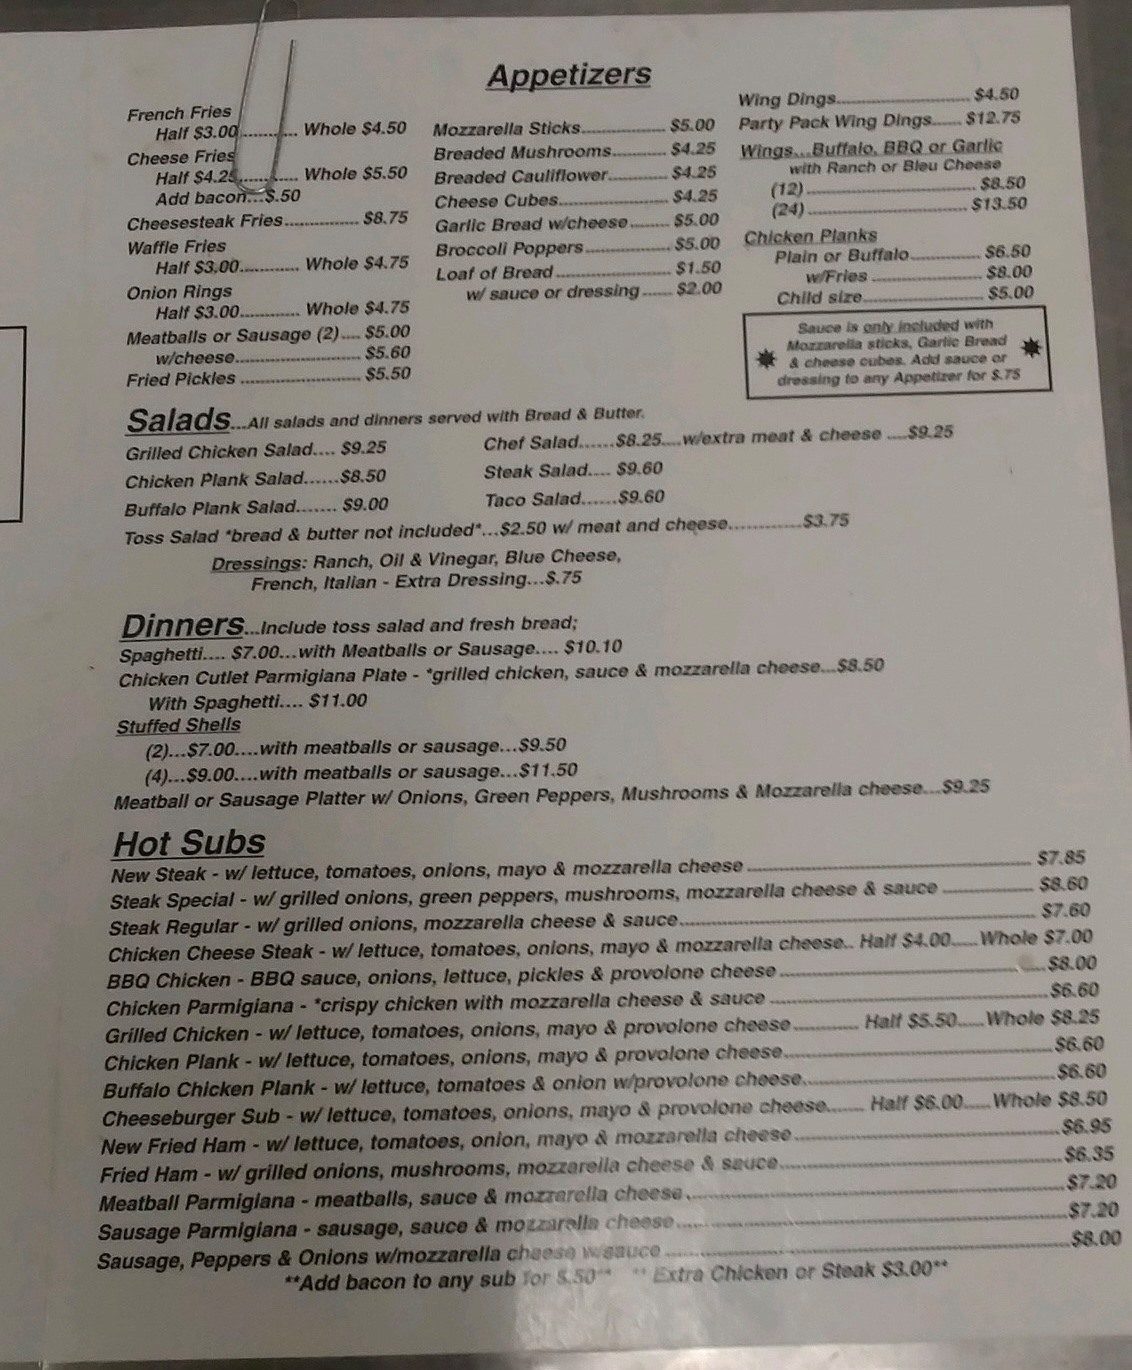 Appetizers
French Fries
Half $3.00............ Whole $4.50
Cheese Fries
Half $4.25............ Whole $5.50
Add bacon...$.50
Cheesesteak Fries.............. $8.75
Waffle Fries
Half $3.00............ Whole $4.75
Onion Rings
Half $3.00............ Whole $4.75
Meatballs or Sausage (2).... $5.00
w/cheese......................... $5.60
Fried Pickles ........................ $5.50
Mozzarella Sticks................. $5.00
Breaded Mushrooms........... $4.25
Breaded Cauliflower............ $4.25
Cheese Cubes...................... $4.25
Garlic Bread w/cheese........ $5.00
Broccoli Poppers................. $5.00
Loaf of Bread ....................... $1.50
w/ sauce or dressing ...... $2.00
Wing Dings........................... $4.50
Party Pack Wing Dings...... $12.75
Wings...Buffalo, BBQ or Garlic
with Ranch or Bleu Cheese
(12) .................................. $8.50
(24) ................................ $13.50
Chicken Planks
Plain or Buffalo.............. $6.50
w/Fries ...................... $8.00
Child size........................ $5.00
Sauce is only included with
Mozzarella sticks, Garlic Bread
& cheese cubes. Add sauce or
dressing to any Appetizer for $.75
Salads...All salads and dinners served with Bread & Butter.
Grilled Chicken Salad.... $9.25
Chicken Plank Salad......$8.50
Buffalo Plank Salad....... $9.00
Chef Salad......$8.25....w/extra meat & cheese ....$9.25
Steak Salad.... $9.60
Taco Salad......$9.60
Toss Salad *bread & butter not included*...$2.50 w/ meat and cheese............$3.75
Dressings: Ranch, Oil & Vinegar, Blue Cheese,
French, Italian - Extra Dressing...$.75
Dinners...Include toss salad and fresh bread;
Spaghetti.... $7.00...with Meatballs or Sausage.... $10.10
Chicken Cutlet Parmigiana Plate - *grilled chicken, sauce & mozzarella cheese...$8.50
With Spaghetti.... $11.00
Stuffed Shells
(2)...$7.00....with meatballs or sausage...$9.50
(4)...$9.00....with meatballs or sausage...$11.50
Meatball or Sausage Platter w/ Onions, Green Peppers, Mushrooms & Mozzarella cheese...$9.25
Hot Subs
New Steak - w/ lettuce, tomatoes, onions, mayo & mozzarella cheese .................................................. $7.85
Steak Special - w/ grilled onions, green peppers, mushrooms, mozzarella cheese & sauce ................ $8.60
Steak Regular - w/ grilled onions, mozzarella cheese & sauce.............................................................. $7.60
Chicken Cheese Steak - w/ lettuce, tomatoes, onions, mayo & mozzarella cheese.. Half $4.00.....Whole $7.00
BBQ Chicken - BBQ sauce, onions, lettuce, pickles & provolone cheese ...............................................$8.00
Chicken Parmigiana - *crispy chicken with mozzarella cheese & sauce .................................................$6.60
Grilled Chicken - w/ lettuce, tomatoes, onions, mayo & provolone cheese............ Half $5.50.....Whole $8.25
Chicken Plank - w/ lettuce, tomatoes, onions, mayo & provolone cheese...............................................$6.60
Buffalo Chicken Plank - w/ lettuce, tomatoes & onion w/provolone cheese............................................$6.60
Cheeseburger Sub - w/ lettuce, tomatoes, onions, mayo & provolone cheese....... Half $6.00.....Whole $8.50
New Fried Ham - w/ lettuce, tomatoes, onion, mayo & mozzarella cheese..............................................$6.95
Fried Ham - w/ grilled onions, mushrooms, mozzarella cheese & sauce.................................................$6.35
Meatball Parmigiana - meatballs, sauce & mozzarella cheese................................................................$7.20
Sausage Parmigiana - sausage, sauce & mozzarella cheese..................................................................$7.20
Sausage, Peppers & Onions w/mozzarella cheese w/sauce ....................................................................$8.00
**Add bacon to any sub for $.50** ** Extra Chicken or Steak $3.00**